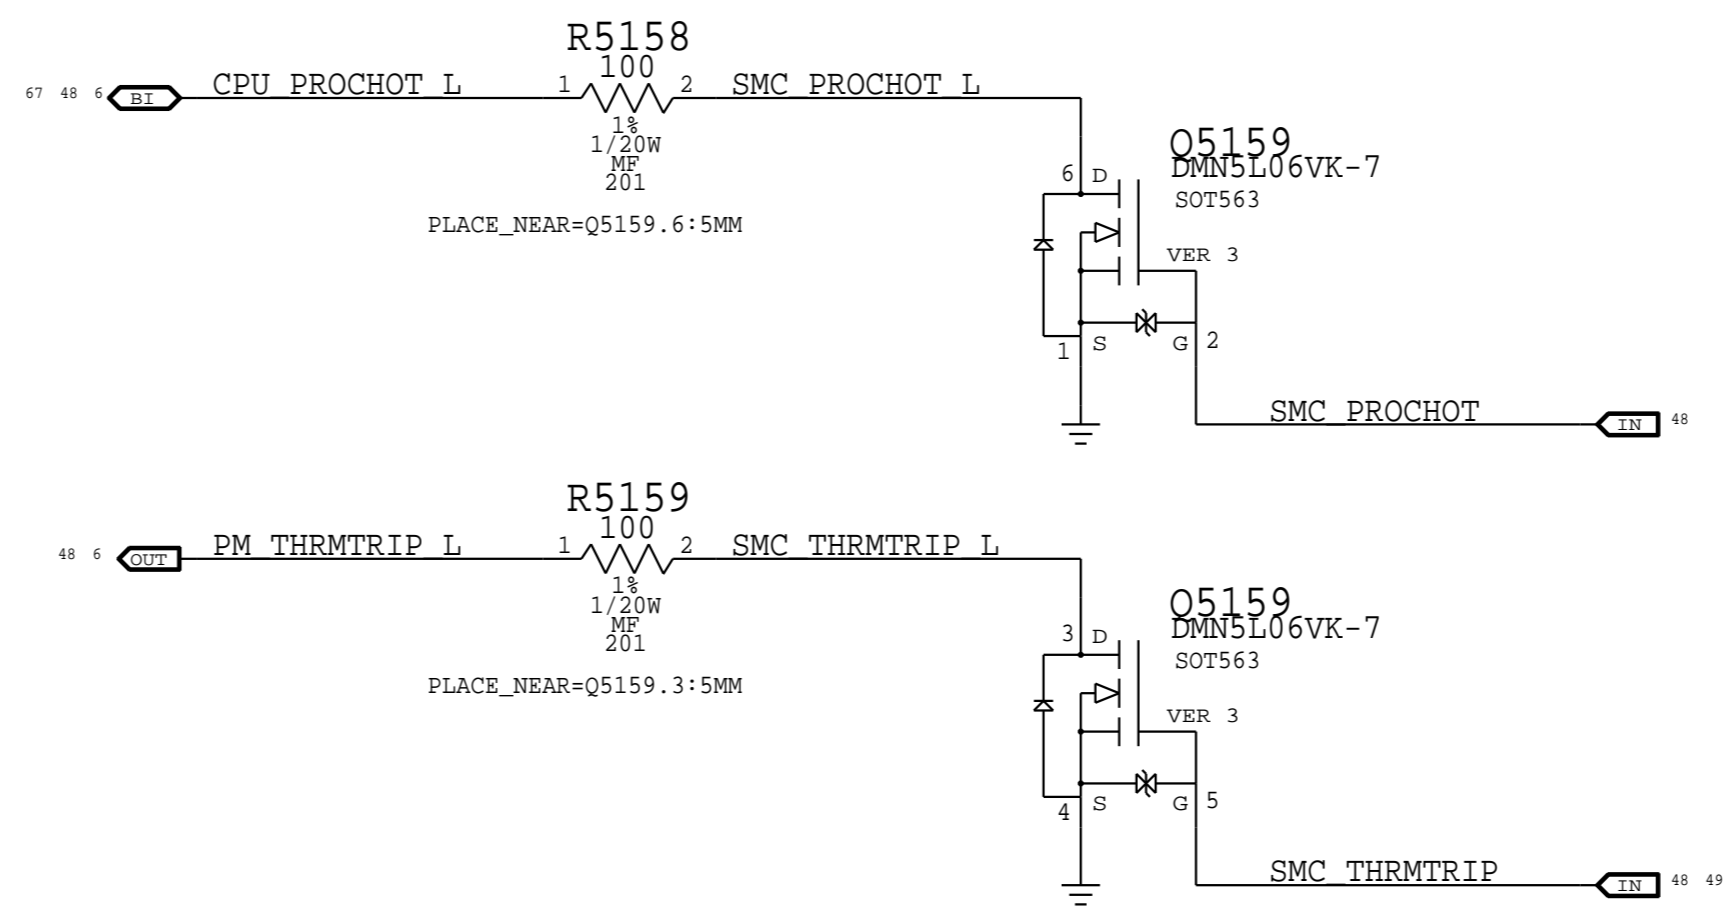 R5158
100
67 48 6 BI CPU_PROCHOT_L 1 2 SMC_PROCHOT_L
1%
1/20W
MF
201
PLACE_NEAR=Q5159.6:5MM
Q5159
DMN5L06VK-7
SOT563
6 D
VER 3
1 S G 2
SMC_PROCHOT IN 48
R5159
100
48 6 OUT PM_THRMTRIP_L 1 2 SMC_THRMTRIP_L
1%
1/20W
MF
201
PLACE_NEAR=Q5159.3:5MM
Q5159
DMN5L06VK-7
SOT563
3 D
VER 3
4 S G 5
SMC_THRMTRIP IN 48 49